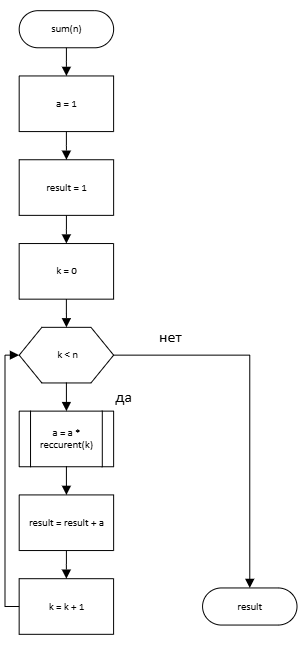 sum(n)
a = 1
result = 1
k = 0
k < n
нет
да
a = a *
reccurent(k)
result = result + a
k = k + 1
result